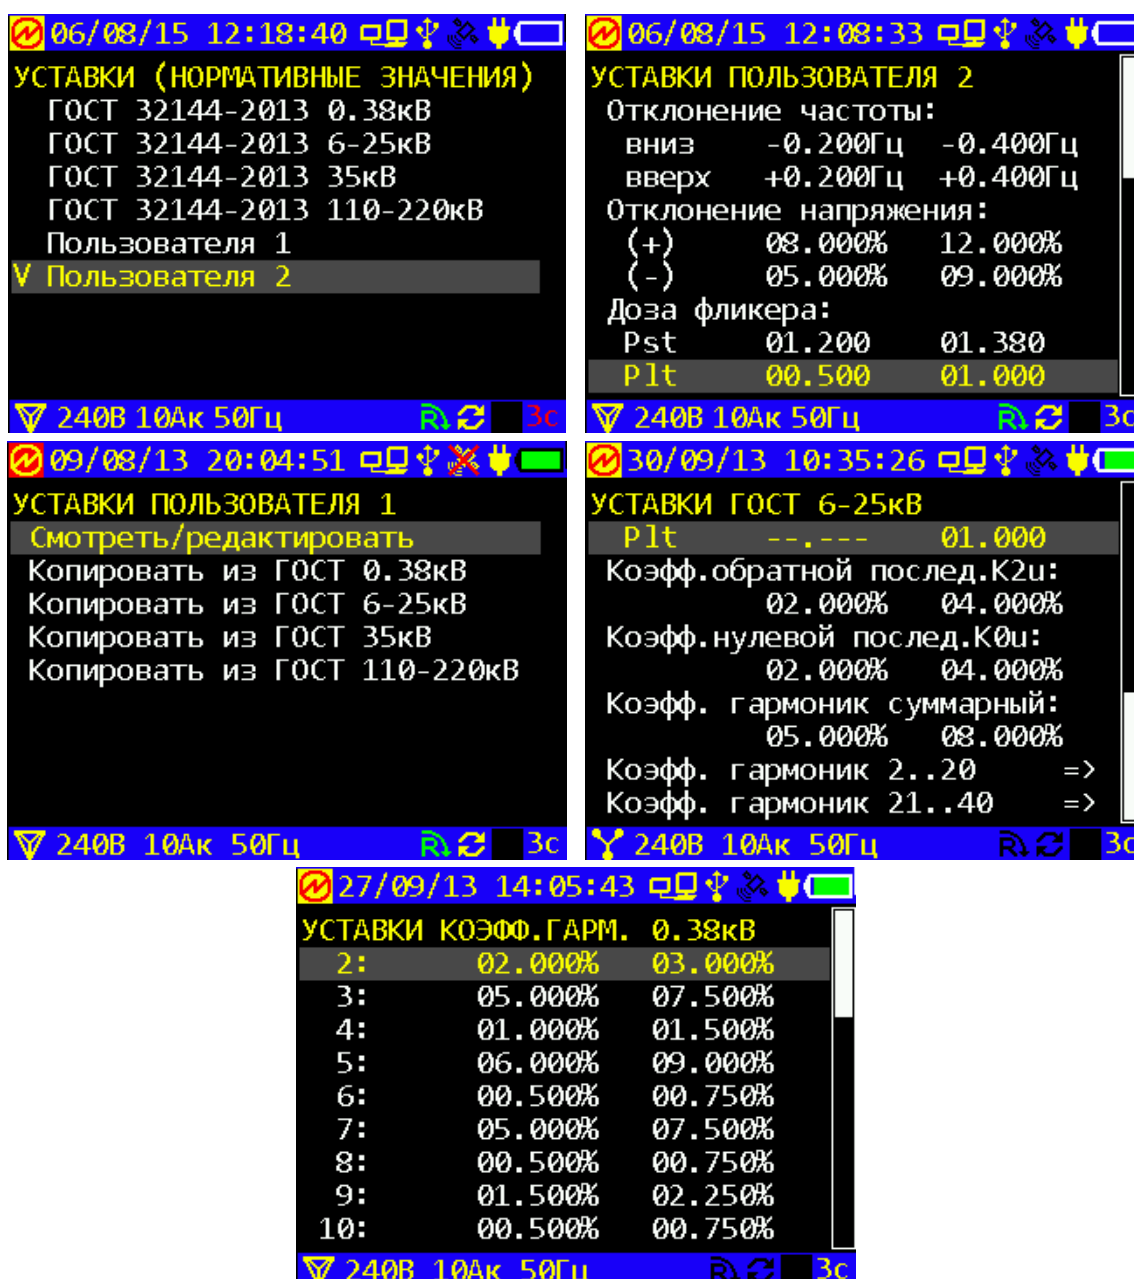 06/08/15 12:18:40
УСТАВКИ (НОРМАТИВНЫЕ ЗНАЧЕНИЯ)
ГОСТ 32144-2013 0.38кВ
ГОСТ 32144-2013 6-25кВ
ГОСТ 32144-2013 35кВ
ГОСТ 32144-2013 110-220кВ
Пользователя 1
V Пользователя 2
240В 10Ак 50Гц R 3с
06/08/15 12:08:33
УСТАВКИ ПОЛЬЗОВАТЕЛЯ 2
Отклонение частоты:
вниз -0.200Гц -0.400Гц
вверх +0.200Гц +0.400Гц
Отклонение напряжения:
(+) 08.000% 12.000%
(-) 05.000% 09.000%
Доза фликера:
Pst 01.200 01.380
Plt 00.500 01.000
240В 10Ак 50Гц R 3с
09/08/13 20:04:51
УСТАВКИ ПОЛЬЗОВАТЕЛЯ 1
Смотреть/редактировать
Копировать из ГОСТ 0.38кВ
Копировать из ГОСТ 6-25кВ
Копировать из ГОСТ 35кВ
Копировать из ГОСТ 110-220кВ
240В 10Ак 50Гц R 3с
30/09/13 10:35:26
УСТАВКИ ГОСТ 6-25кВ
Plt --.--- 01.000
Коэфф.обратной послед.K2u:
02.000% 04.000%
Коэфф.нулевой послед.K0u:
02.000% 04.000%
Коэфф. гармоник суммарный:
05.000% 08.000%
Коэфф. гармоник 2..20 =>
Коэфф. гармоник 21..40 =>
240В 10Ак 50Гц R 3с
27/09/13 14:05:43
УСТАВКИ КОЭФФ.ГАРМ. 0.38кВ
2: 02.000% 03.000%
3: 05.000% 07.500%
4: 01.000% 01.500%
5: 06.000% 09.000%
6: 00.500% 00.750%
7: 05.000% 07.500%
8: 00.500% 00.750%
9: 01.500% 02.250%
10: 00.500% 00.750%
240В 10Ак 50Гц R 3с